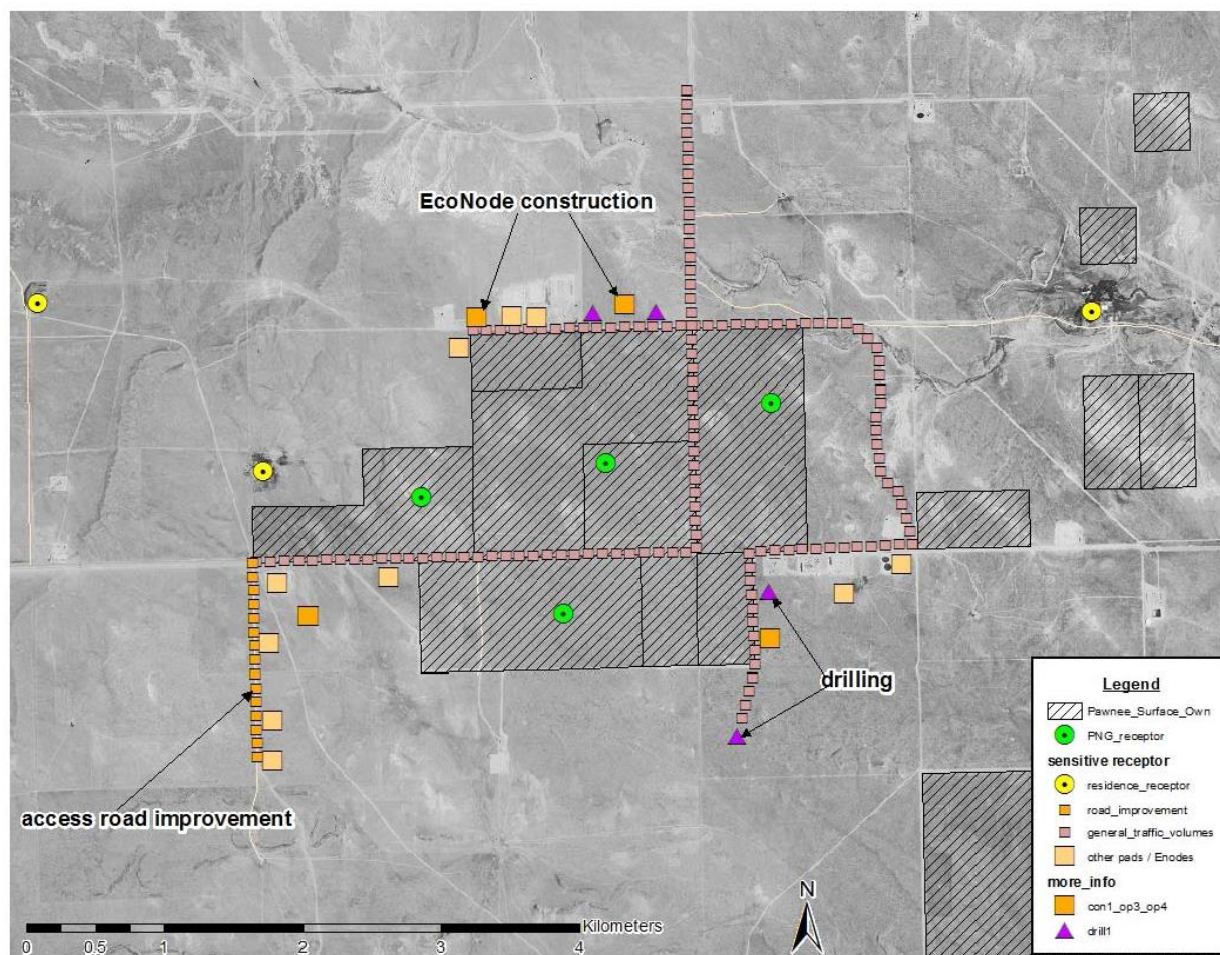 EcoNode construction
drilling
access road improvement
N
Kilometers
0 0.5 1 2 3 4
Legend
Pawnee_Surface_Own
PNG_receptor
sensitive receptor
residence_receptor
road_improvement
general_traffic_volumes
other pads / Enodes
more_info
con1_op3_op4
drill1